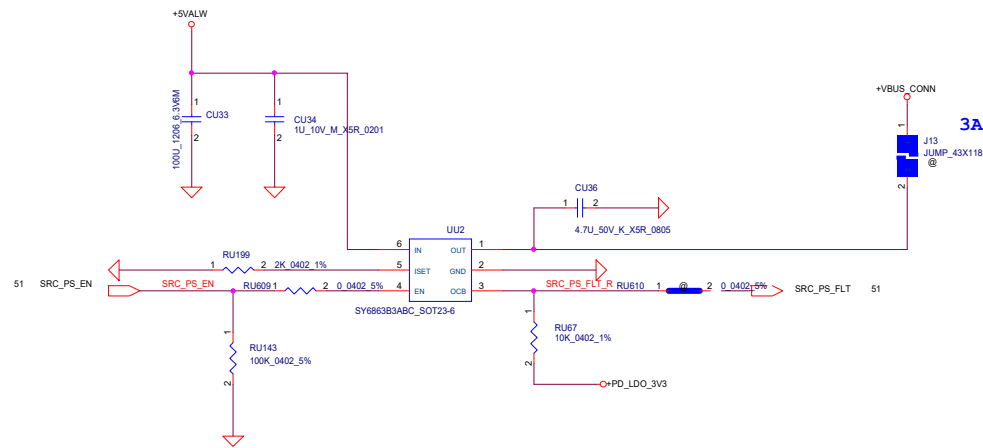 +5VALW
1
CU33
2
100U_1206_6.3V6M
1
CU34
1U_10V_M_X5R_0201
2
+VBUS_CONN
1
3A
J13
JUMP_43X118
@
2
CU36
1
2
4.7U_50V_K_X5R_0805
UU2
6
IN
OUT
1
RU199
1
2
2K_0402_1%
5
ISET
GND
2
51
SRC_PS_EN
SRC_PS_EN
RU609
1
2
0_0402_5%
4
EN
OCB
3
SRC_PS_FLT_R
RU610
1
@
2
0_0402_5%
SRC_PS_FLT
51
SY6863B3ABC_SOT23-6
1
RU143
100K_0402_5%
2
1
RU67
10K_0402_1%
2
+PD_LDO_3V3